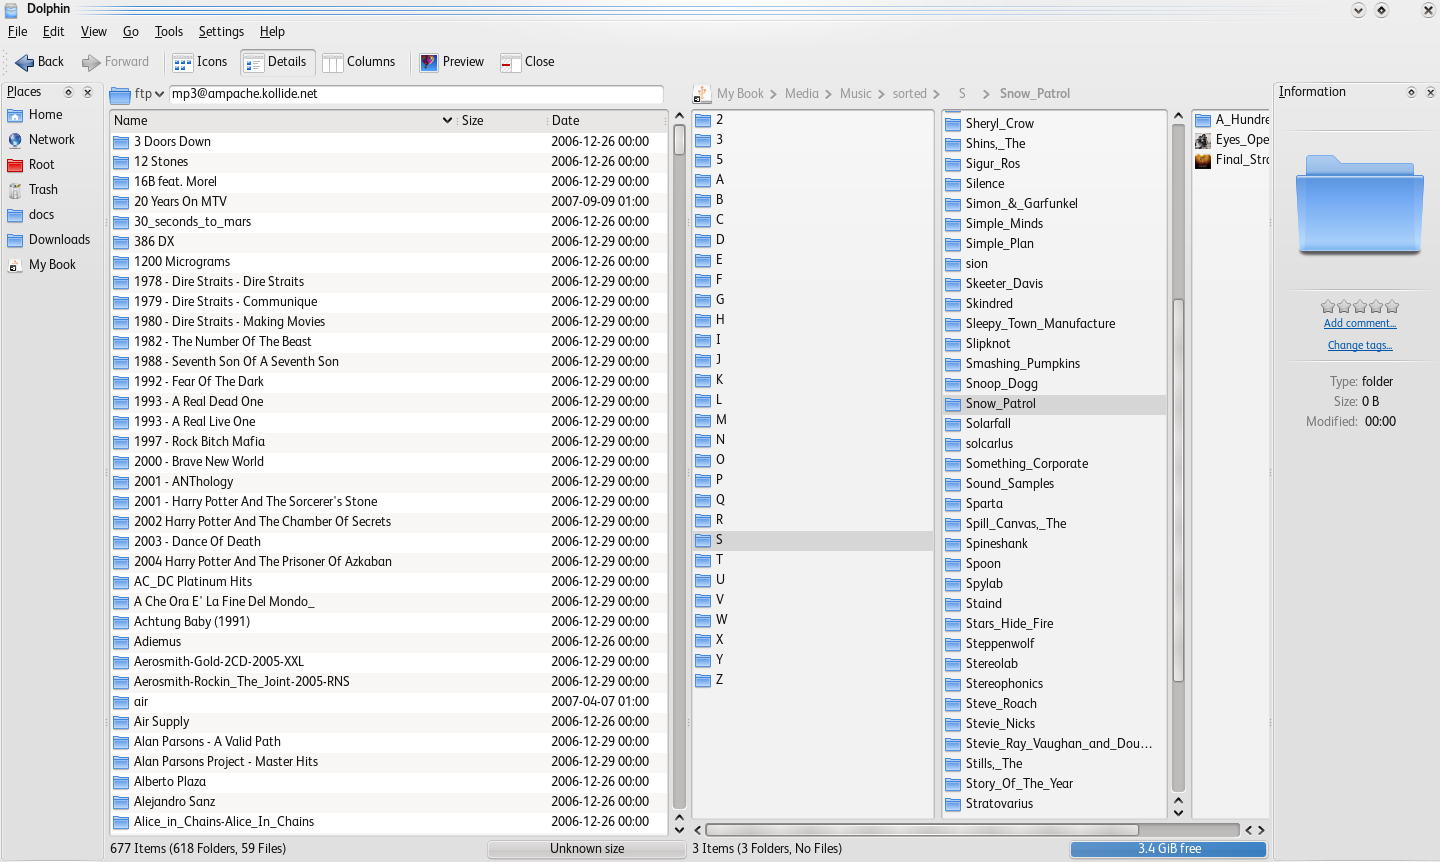 Dolphin
File Edit View Go Tools Settings Help
Back Forward Icons Details Columns Preview Close
Places
Home
Network
Root
Trash
docs
Downloads
My Book
ftp mp3@ampache.kollide.net
Name Size Date
3 Doors Down 2006-12-26 00:00
12 Stones 2006-12-26 00:00
16B feat. Morel 2006-12-29 00:00
20 Years On MTV 2007-09-09 01:00
30_seconds_to_mars 2006-12-26 00:00
386 DX 2006-12-29 00:00
1200 Micrograms 2006-12-26 00:00
1978 - Dire Straits - Dire Straits 2006-12-29 00:00
1979 - Dire Straits - Communique 2006-12-29 00:00
1980 - Dire Straits - Making Movies 2006-12-29 00:00
1982 - The Number Of The Beast 2006-12-29 00:00
1988 - Seventh Son Of A Seventh Son 2006-12-29 00:00
1992 - Fear Of The Dark 2006-12-29 00:00
1993 - A Real Dead One 2006-12-29 00:00
1993 - A Real Live One 2006-12-29 00:00
1997 - Rock Bitch Mafia 2006-12-29 00:00
2000 - Brave New World 2006-12-29 00:00
2001 - ANThology 2006-12-29 00:00
2001 - Harry Potter And The Sorcerer's Stone 2006-12-29 00:00
2002 Harry Potter And The Chamber Of Secrets 2006-12-29 00:00
2003 - Dance Of Death 2006-12-29 00:00
2004 Harry Potter And The Prisoner Of Azkaban 2006-12-29 00:00
AC_DC Platinum Hits 2006-12-29 00:00
A Che Ora E' La Fine Del Mondo_ 2006-12-29 00:00
Achtung Baby (1991) 2006-12-29 00:00
Adiemus 2006-12-26 00:00
Aerosmith-Gold-2CD-2005-XXL 2006-12-29 00:00
Aerosmith-Rockin_The_Joint-2005-RNS 2006-12-29 00:00
air 2007-04-07 01:00
Air Supply 2006-12-26 00:00
Alan Parsons - A Valid Path 2006-12-29 00:00
Alan Parsons Project - Master Hits 2006-12-29 00:00
Alberto Plaza 2006-12-26 00:00
Alejandro Sanz 2006-12-29 00:00
Alice_in_Chains-Alice_In_Chains 2006-12-26 00:00
677 Items (618 Folders, 59 Files) Unknown size
My Book Media Music sorted S Snow_Patrol
2
3
5
A
B
C
D
E
F
G
H
I
J
K
L
M
N
O
P
Q
R
S
T
U
V
W
X
Y
Z
Sheryl_Crow
Shins,_The
Sigur_Ros
Silence
Simon_&_Garfunkel
Simple_Minds
Simple_Plan
sion
Skeeter_Davis
Skindred
Sleepy_Town_Manufacture
Slipknot
Smashing_Pumpkins
Snoop_Dogg
Snow_Patrol
Solarfall
solcarlus
Something_Corporate
Sound_Samples
Sparta
Spill_Canvas,_The
Spineshank
Spoon
Spylab
Staind
Stars_Hide_Fire
Steppenwolf
Stereolab
Stereophonics
Steve_Roach
Stevie_Nicks
Stevie_Ray_Vaughan_and_Dou...
Stills,_The
Story_Of_The_Year
Stratovarius
A_Hundre
Eyes_Ope
Final_Stra
3 Items (3 Folders, No Files) 3.4 GiB free
Information
Add comment...
Change tags...
Type: folder
Size: 0 B
Modified: 00:00